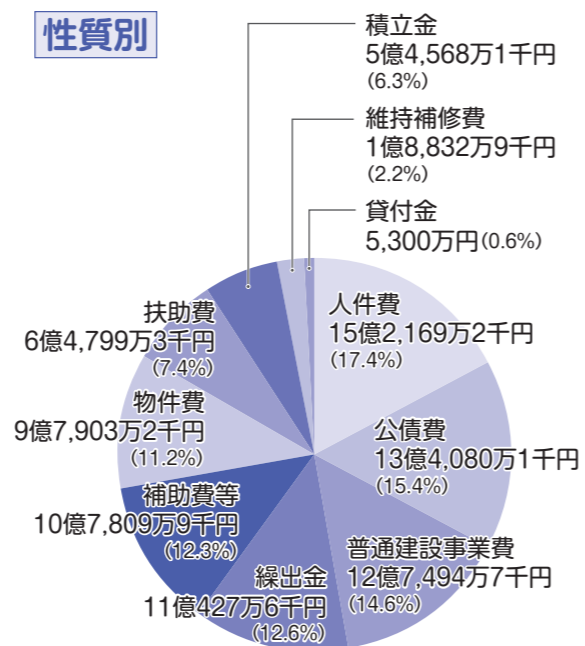 性質別
積立金
5億4,568万1千円
(6.3%)
維持補修費
1億8,832万9千円
(2.2%)
貸付金
5,300万円(0.6%)
人件費
15億2,169万2千円
(17.4%)
公債費
13億4,080万1千円
(15.4%)
普通建設事業費
12億7,494万7千円
(14.6%)
繰出金
11億427万6千円
(12.6%)
補助費等
10億7,809万9千円
(12.3%)
物件費
9億7,903万2千円
(11.2%)
扶助費
6億4,799万3千円
(7.4%)